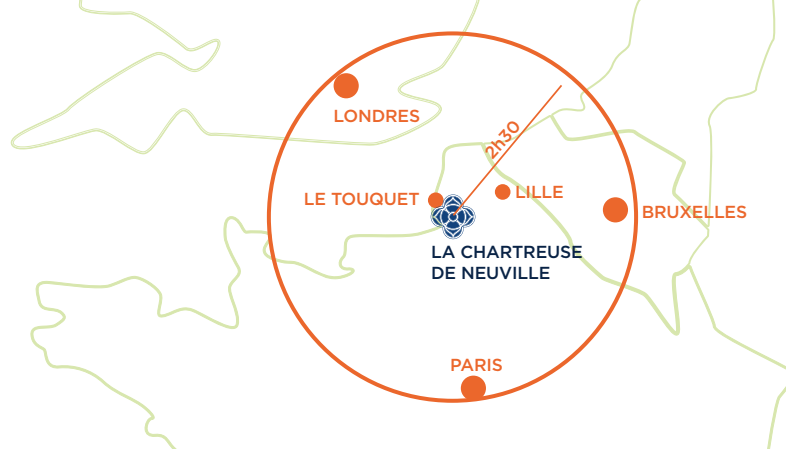 LONDRES
2h30
LE TOUQUET
LILLE
BRUXELLES
LA CHARTREUSE
DE NEUVILLE
PARIS